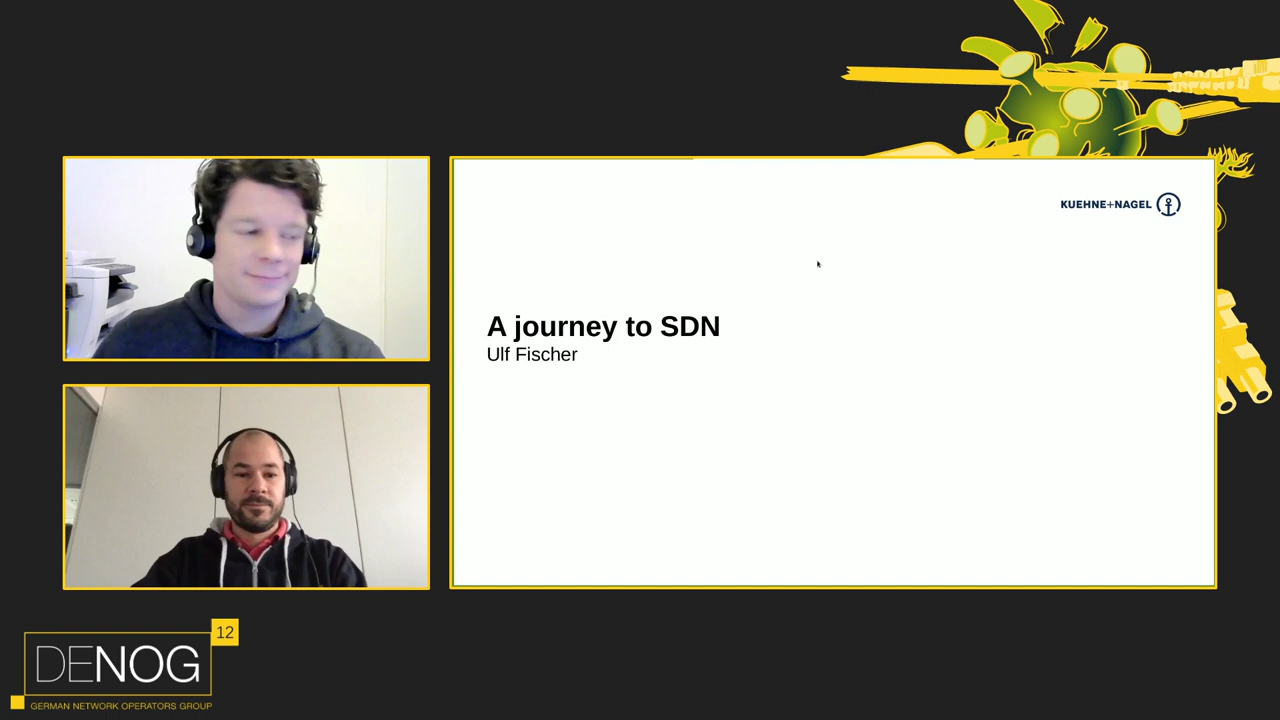 KUEHNE+NAGEL
A journey to SDN
Ulf Fischer
12
DENOG
GERMAN NETWORK OPERATORS GROUP